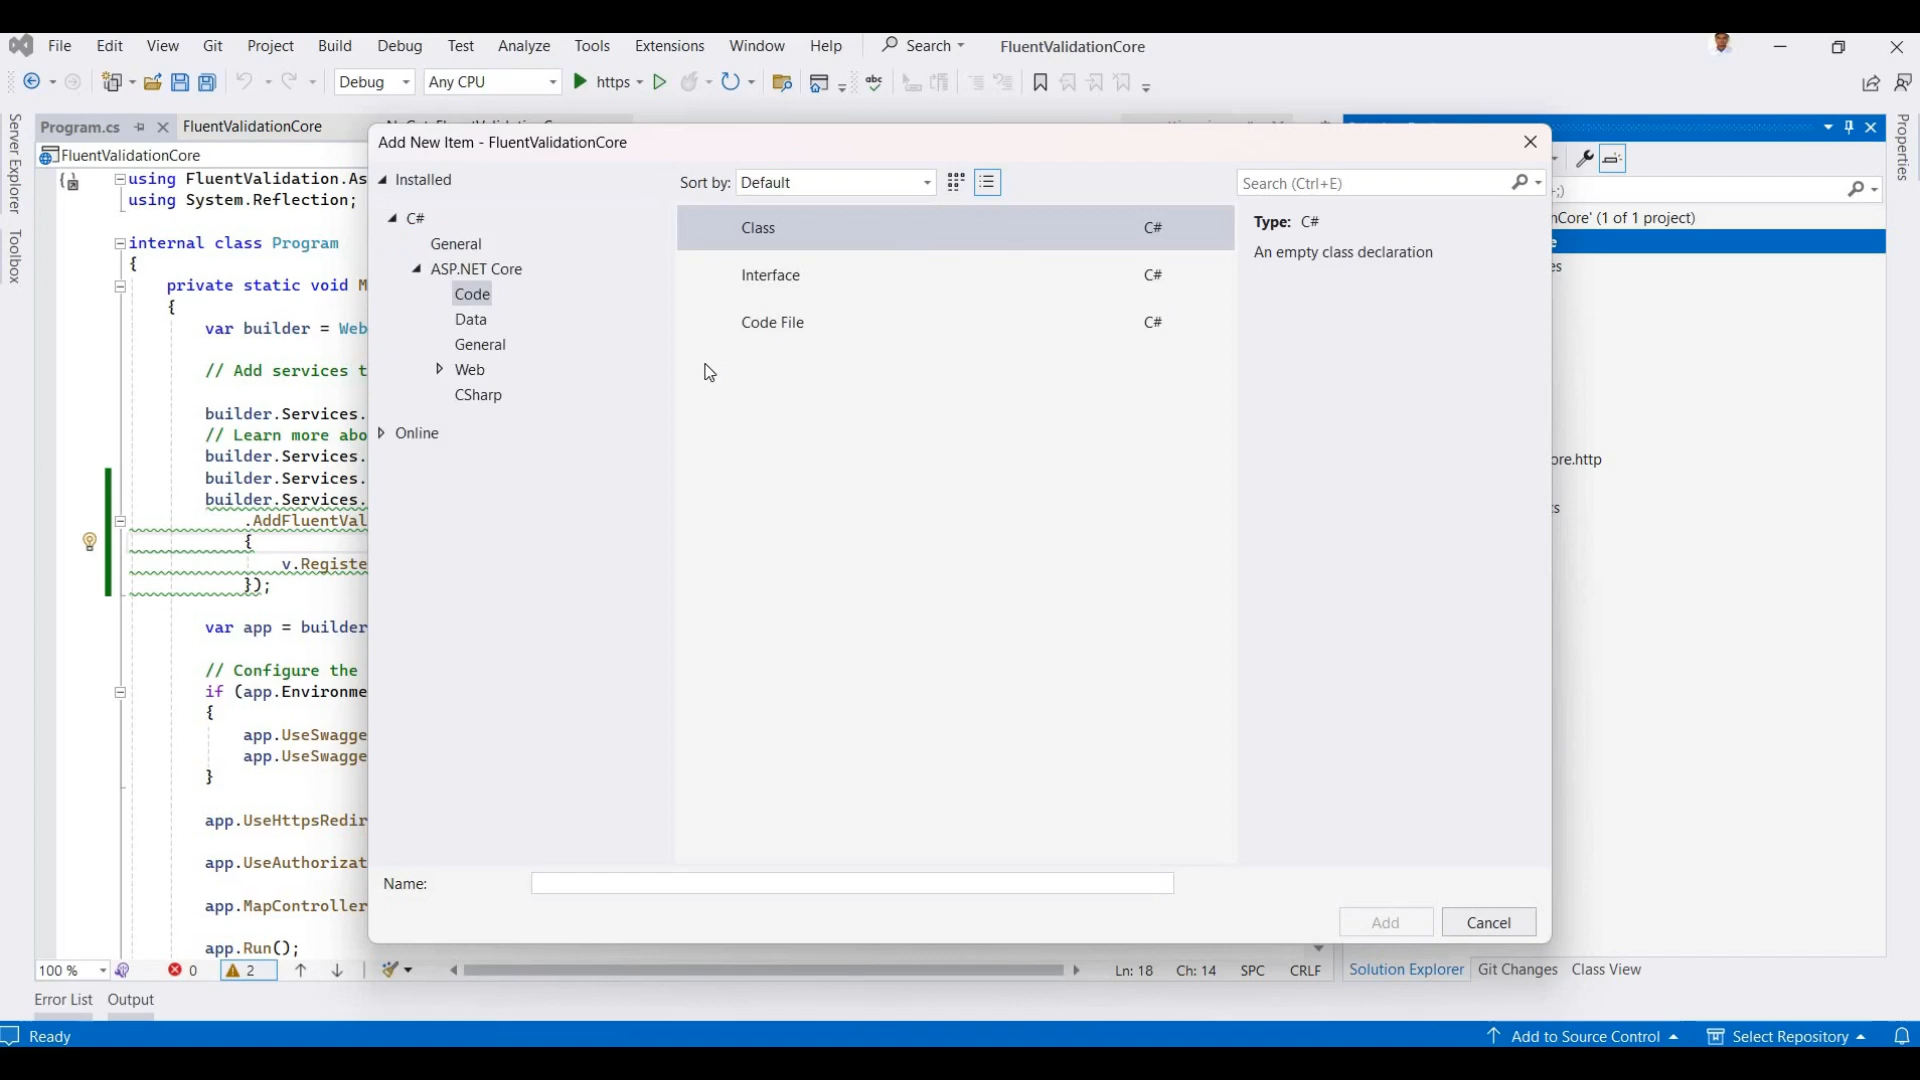 File Edit View Git Project Build Debug Test Analyze Tools Extensions Window Help Search FluentValidationCore
Debug Any CPU https
Server Explorer
Toolbox
Program.cs FluentValidationCore
FluentValidationCore
using FluentValidation.As
using System.Reflection;
internal class Program
{
private static void M
{
var builder = Web
// Add services t
builder.Services.
// Learn more abo
builder.Services.
builder.Services.
builder.Services.
.AddFluentVal
{
v.Registe
});
var app = builder
// Configure the
if (app.Environme
{
app.UseSwagge
app.UseSwagge
}
app.UseHttpsRedir
app.UseAuthorizat
app.MapController
app.Run();
Add New Item - FluentValidationCore
Installed
C#
General
ASP.NET Core
Code
Data
General
Web
CSharp
Online
Sort by: Default
Class C#
Interface C#
Code File C#
Search (Ctrl+E)
Type: C#
An empty class declaration
Name:
Add Cancel
;)
nCore' (1 of 1 project)
e
es
ore.http
s
Properties
100 % 0 2 Ln: 18 Ch: 14 SPC CRLF
Solution Explorer Git Changes Class View
Error List Output
Ready Add to Source Control Select Repository